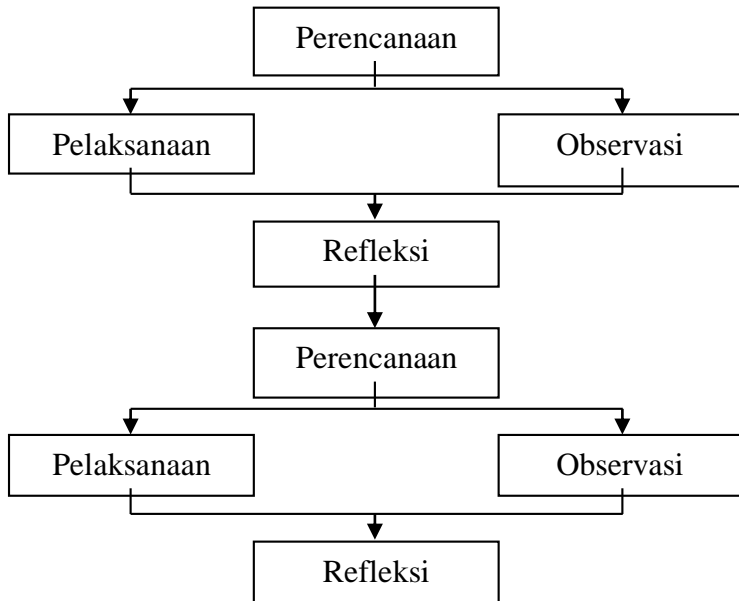 Perencanaan
Pelaksanaan
Observasi
Refleksi
Perencanaan
Pelaksanaan
Observasi
Refleksi